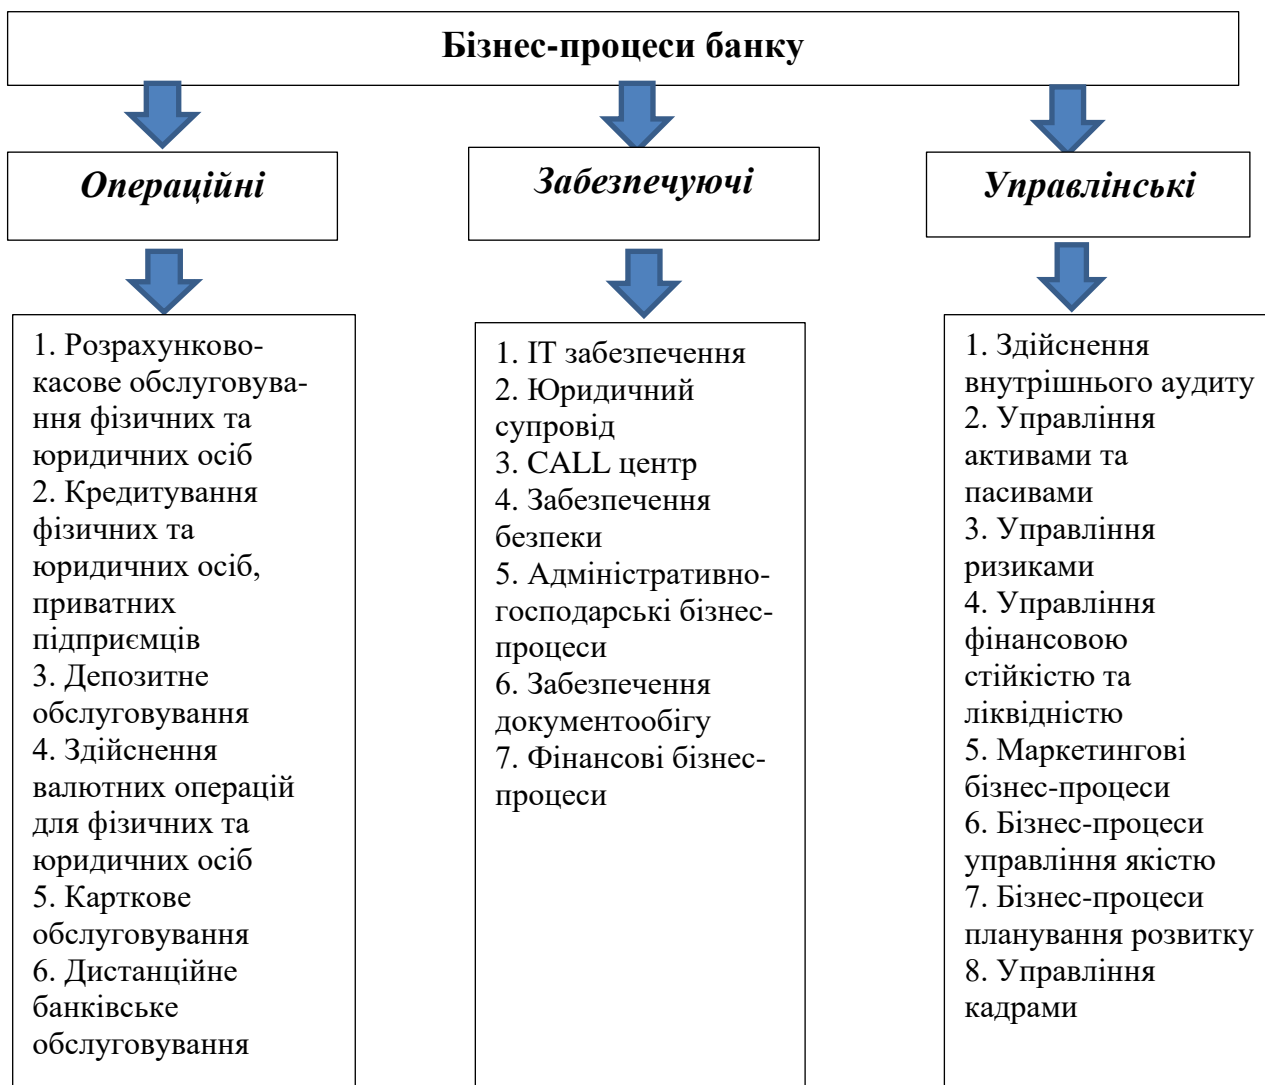 Бізнес-процеси банку
Операційні
Забезпечуючі
Управлінські
1. Розрахунково-
касове обслуговува-
ння фізичних та
юридичних осіб
2. Кредитування
фізичних та
юридичних осіб,
приватних
підприємців
3. Депозитне
обслуговування
4. Здійснення
валютних операцій
для фізичних та
юридичних осіб
5. Карткове
обслуговування
6. Дистанційне
банківське
обслуговування
1. ІТ забезпечення
2. Юридичний
супровід
3. CALL центр
4. Забезпечення
безпеки
5. Адміністративно-
господарські бізнес-
процеси
6. Забезпечення
документообігу
7. Фінансові бізнес-
процеси
1. Здійснення
внутрішнього аудиту
2. Управління
активами та
пасивами
3. Управління
ризиками
4. Управління
фінансовою
стійкістю та
ліквідністю
5. Маркетингові
бізнес-процеси
6. Бізнес-процеси
управління якістю
7. Бізнес-процеси
планування розвитку
8. Управління
кадрами